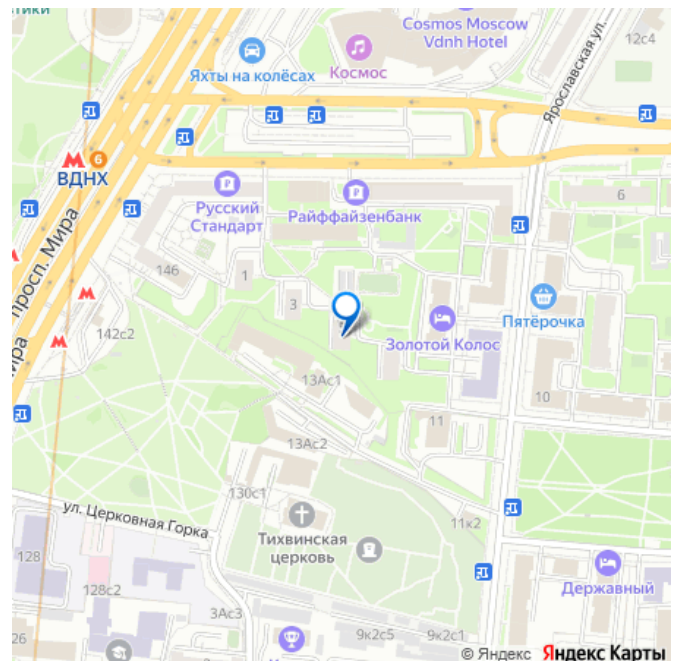 Cosmos Moscow
Vdnh Hotel
12с4
Яхты на колёсах
Космос
Ярославская ул.
6
ВДНХ
Русский
Стандарт
Райффайзенбанк
6
просп. Мира
146
1
3
Пятёрочка
Золотой Колос
142с2
13Ас1
10
11
13Ас2
130с1
ул. Церковная Горка
Тихвинская
церковь
11к2
128
128с2
Державный
3Ас3
26
9к2с5
9к2с1
© Яндекс Яндекс Карты